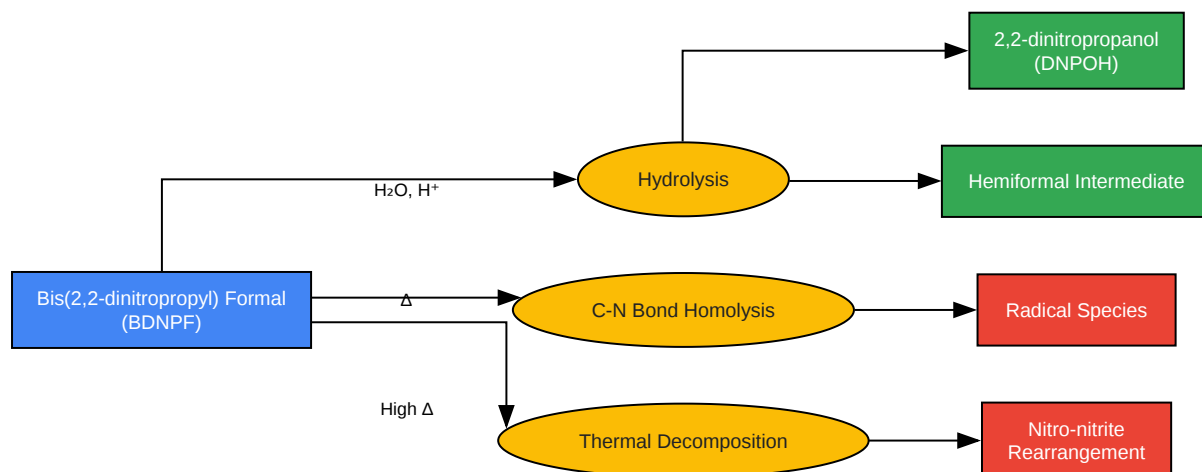 2,2-dinitropropanol
(DNPOH)
Hydrolysis
Hemiformal Intermediate
H₂O, H⁺
Bis(2,2-dinitropropyl) Formal
(BDNPF)
Δ
C-N Bond Homolysis
Radical Species
High Δ
Thermal Decomposition
Nitro-nitrite
Rearrangement